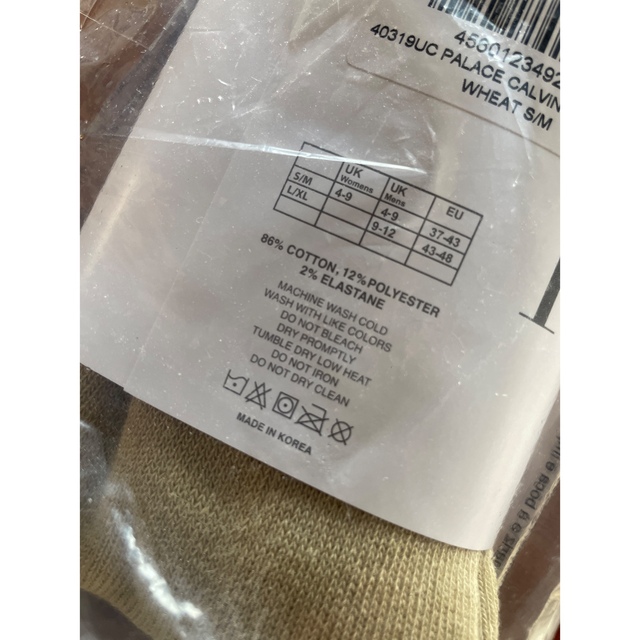 40319UC PALACE CALVIN
WHEAT S/M
UK Womens UK Mens EU
S/M 4-9 4-9 37-43
L/XL 9-12 43-48
86% COTTON, 12% POLYESTER
2% ELASTANE
MACHINE WASH COLD
WASH WITH LIKE COLORS
DO NOT BLEACH
DRY PROMPTLY
TUMBLE DRY LOW HEAT
DO NOT IRON
DO NOT DRY CLEAN
MADE IN KOREA